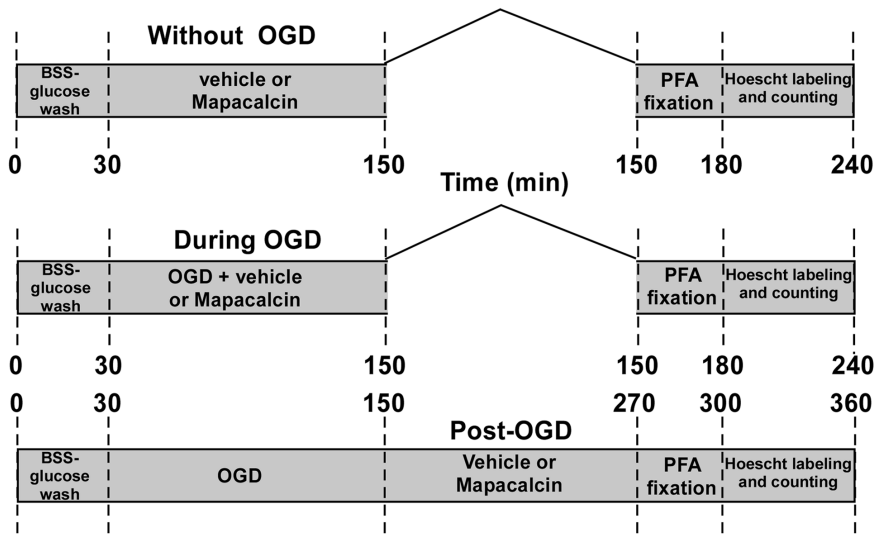 Without OGD
BSS-
glucose
wash
vehicle or
Mapacalcin
PFA
fixation
Hoescht labeling
and counting
0 30 150 150 180 240
Time (min)
During OGD
BSS-
glucose
wash
OGD + vehicle
or Mapacalcin
PFA
fixation
Hoescht labeling
and counting
0 30 150 150 180 240
0 30 150 270 300 360
Post-OGD
BSS-
glucose
wash
OGD
Vehicle or
Mapacalcin
PFA
fixation
Hoescht labeling
and counting